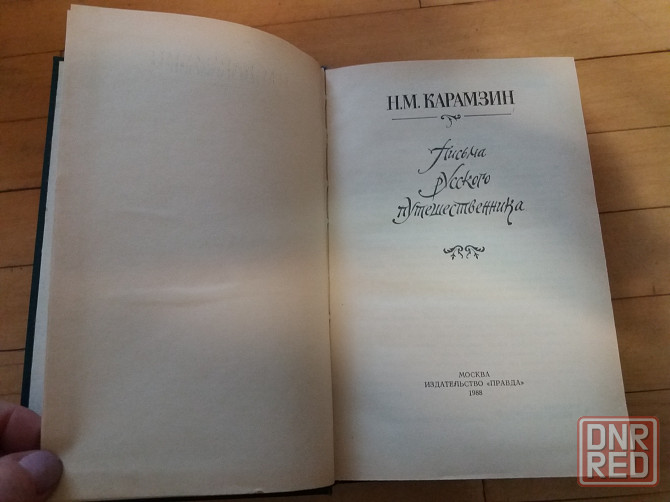 Н.М. КАРАМЗИН
Письма
русского
путешественника
МОСКВА
ИЗДАТЕЛЬСТВО «ПРАВДА»
1988
DNR
RED